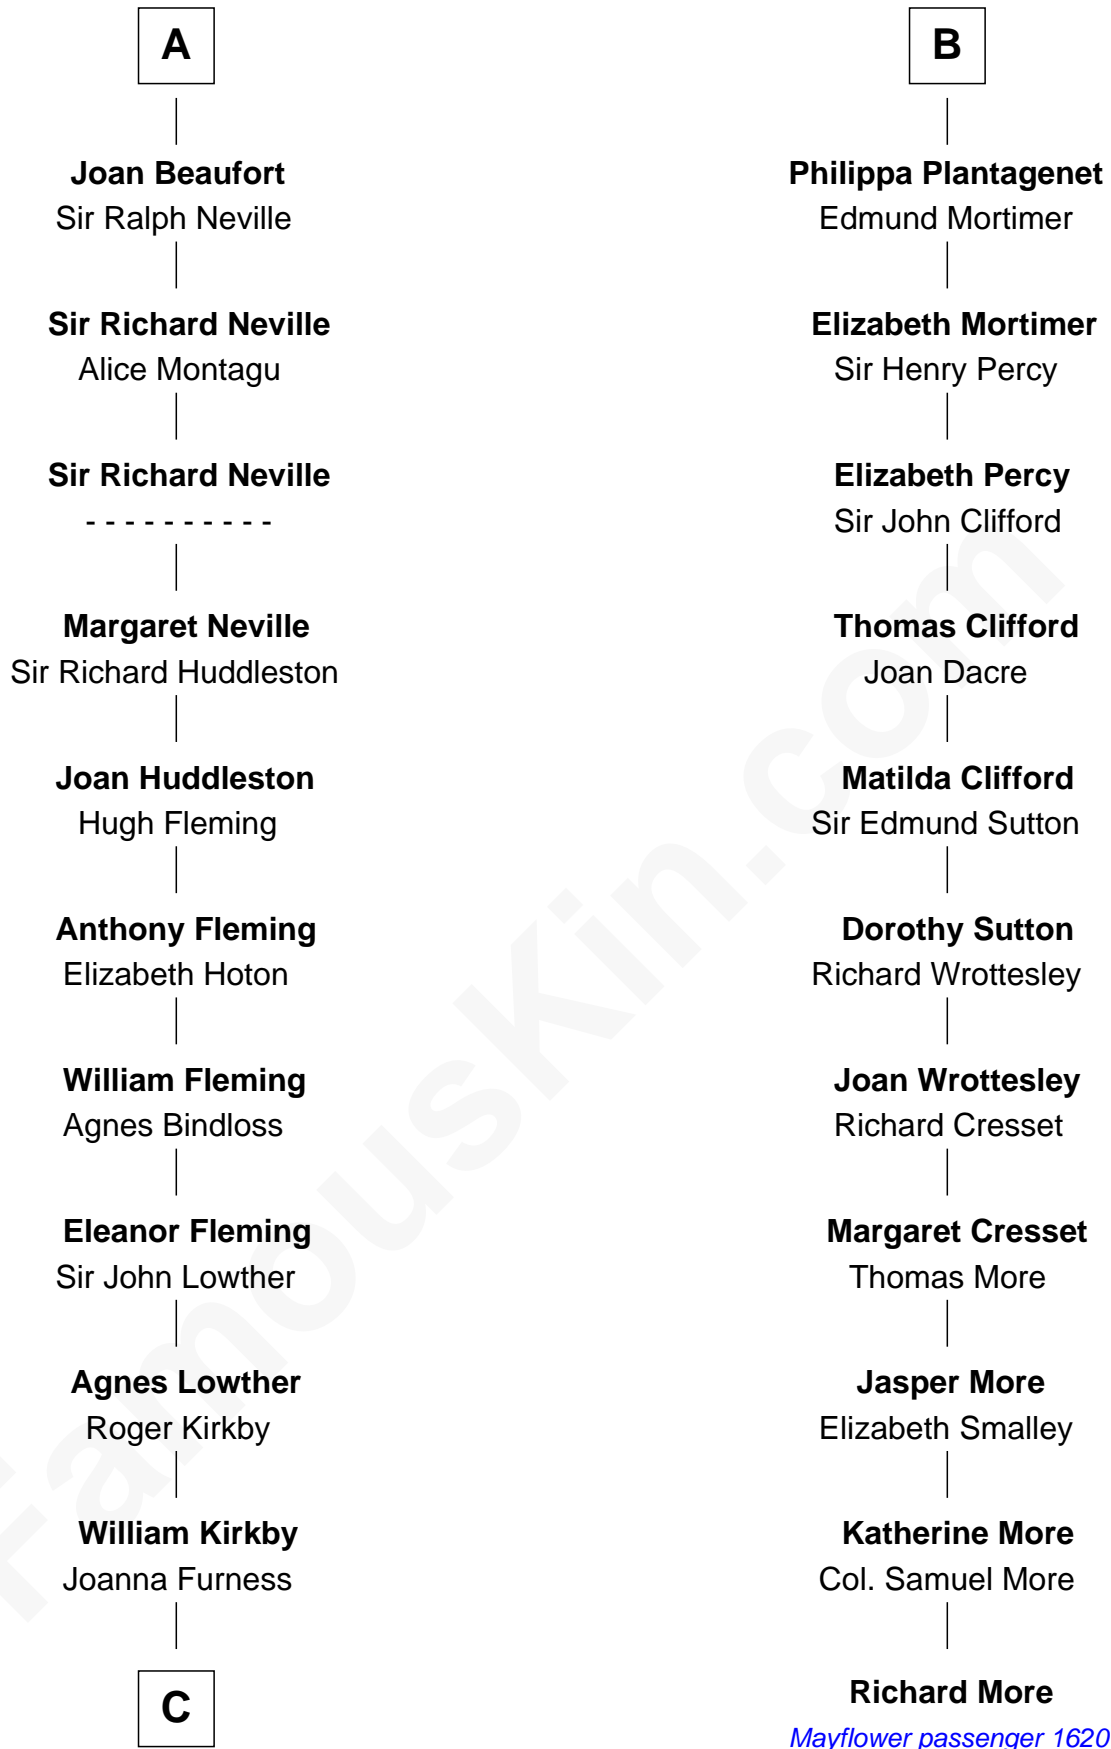 A
Joan Beaufort
Sir Ralph Neville
Sir Richard Neville
Alice Montagu
Sir Richard Neville
- - - - - - - - - -
Margaret Neville
Sir Richard Huddleston
Joan Huddleston
Hugh Fleming
Anthony Fleming
Elizabeth Hoton
William Fleming
Agnes Bindloss
Eleanor Fleming
Sir John Lowther
Agnes Lowther
Roger Kirkby
William Kirkby
Joanna Furness
C
B
Philippa Plantagenet
Edmund Mortimer
Elizabeth Mortimer
Sir Henry Percy
Elizabeth Percy
Sir John Clifford
Thomas Clifford
Joan Dacre
Matilda Clifford
Sir Edmund Sutton
Dorothy Sutton
Richard Wrottesley
Joan Wrottesley
Richard Cresset
Margaret Cresset
Thomas More
Jasper More
Elizabeth Smalley
Katherine More
Col. Samuel More
Richard More
Mayflower passenger 1620
FamousKin.com